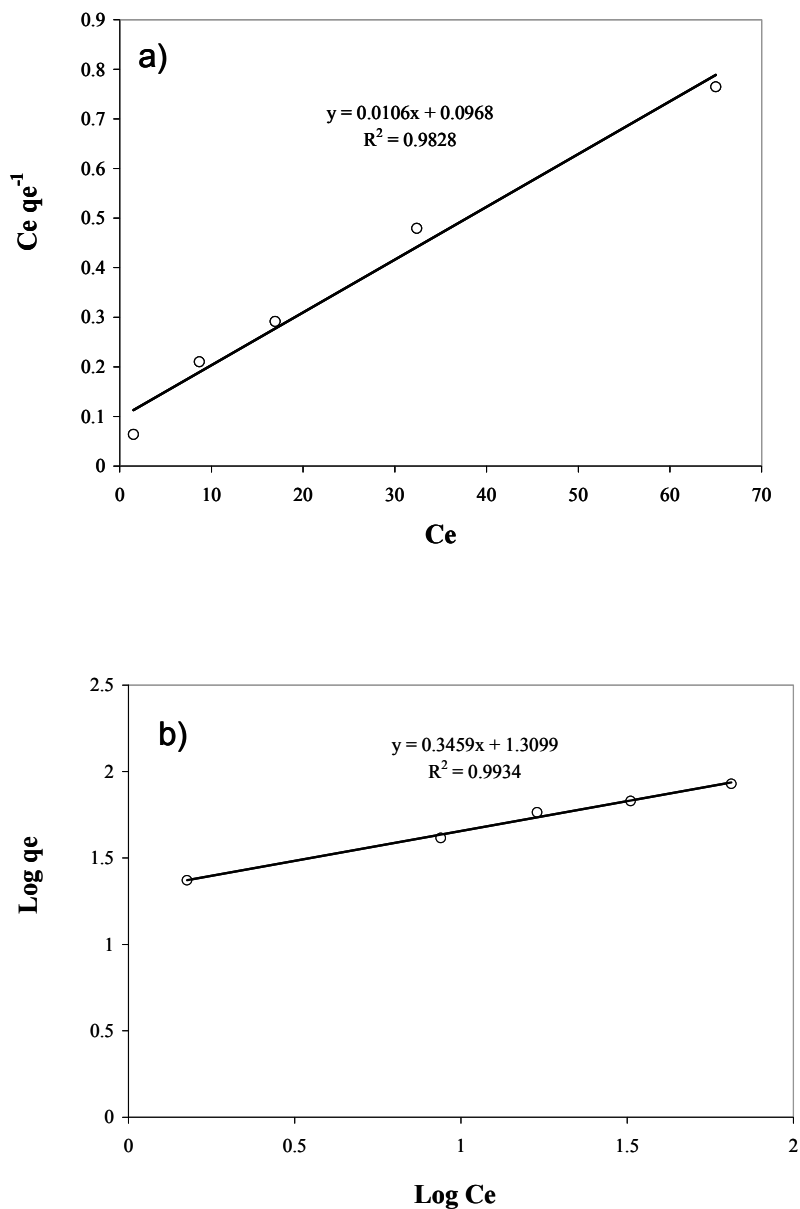 a)
y = 0.0106x + 0.0968
R² = 0.9828
0.9
0.8
0.7
0.6
0.5
0.4
0.3
0.2
0.1
0
0 10 20 30 40 50 60 70
Ce qe⁻¹
Ce
b)
y = 0.3459x + 1.3099
R² = 0.9934
2.5
2
1.5
1
0.5
0
0 0.5 1 1.5 2
Log qe
Log Ce